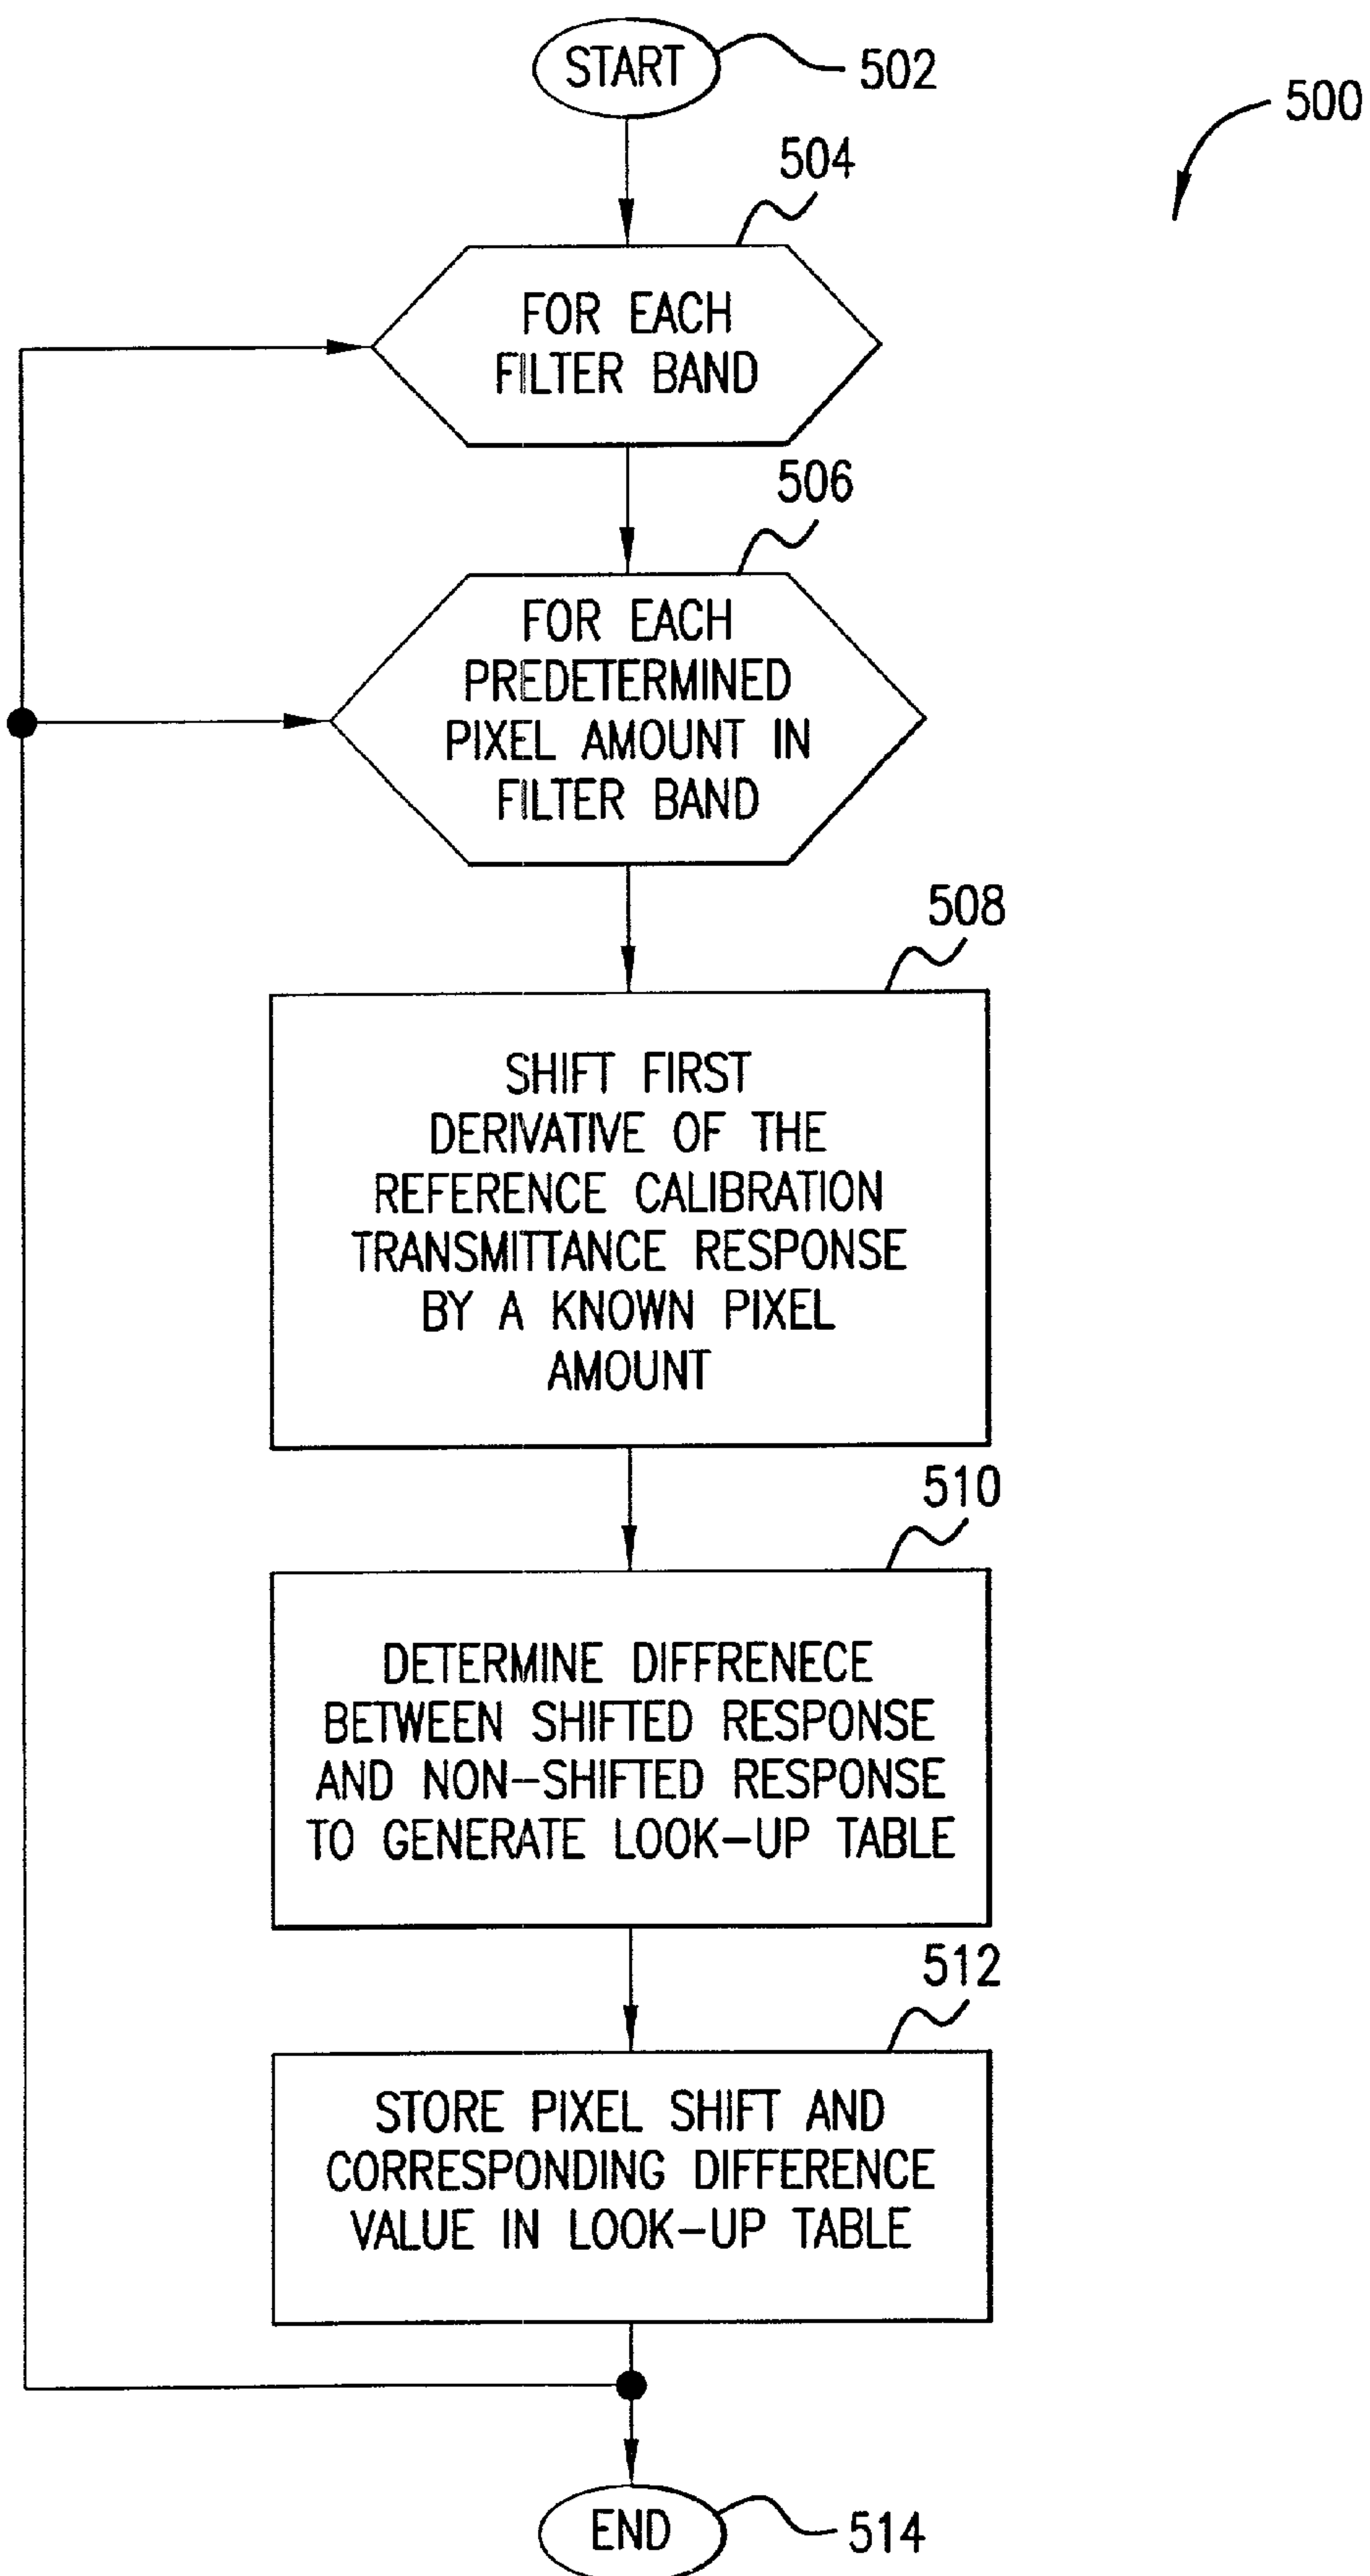 START
502
500
504
FOR EACH
FILTER BAND
506
FOR EACH
PREDETERMINED
PIXEL AMOUNT IN
FILTER BAND
508
SHIFT FIRST
DERIVATIVE OF THE
REFERENCE CALIBRATION
TRANSMITTANCE RESPONSE
BY A KNOWN PIXEL
AMOUNT
510
DETERMINE DIFFRENECE
BETWEEN SHIFTED RESPONSE
AND NON-SHIFTED RESPONSE
TO GENERATE LOOK-UP TABLE
512
STORE PIXEL SHIFT AND
CORRESPONDING DIFFERENCE
VALUE IN LOOK-UP TABLE
END
514